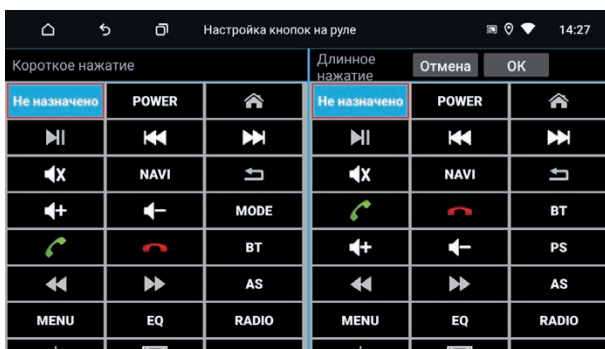 Настройка кнопок на руле 14:27
Короткое нажатие
Длинное нажатие
Отмена OK
Не назначено POWER Не назначено POWER
X NAVI X NAVI
+ - MODE BT
BT + - PS
AS AS
MENU EQ RADIO MENU EQ RADIO